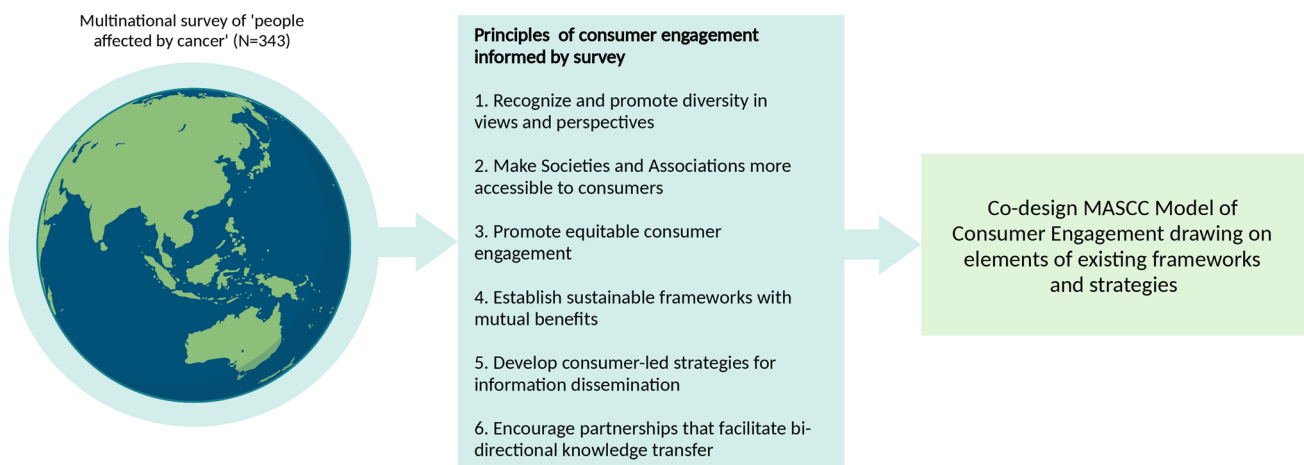 Multinational survey of 'people
affected by cancer' (N=343)
Principles of consumer engagement
informed by survey
1. Recognize and promote diversity in
views and perspectives
2. Make Societies and Associations more
accessible to consumers
3. Promote equitable consumer
engagement
4. Establish sustainable frameworks with
mutual benefits
5. Develop consumer-led strategies for
information dissemination
6. Encourage partnerships that facilitate bi-
directional knowledge transfer
Co-design MASCC Model of
Consumer Engagement drawing on
elements of existing frameworks
and strategies